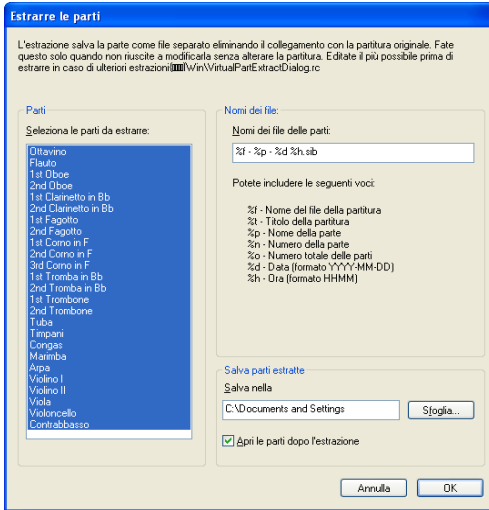 Estrarre le parti
L'estrazione salva la parte come file separato eliminando il collegamento con la partitura originale. Fate
questo solo quando non riuscite a modificarla senza alterare la partitura. Editate il più possibile prima di
estrarre in caso di ulteriori estrazioni\Win\VirtualPartExtractDialog.rc
Parti
Seleziona le parti da estrarre:
Ottavino
Flauto
1st Oboe
2nd Oboe
1st Clarinetto in Bb
2nd Clarinetto in Bb
1st Fagotto
2nd Fagotto
1st Corno in F
2nd Corno in F
3rd Corno in F
1st Tromba in Bb
2nd Tromba in Bb
1st Trombone
2nd Trombone
Tuba
Timpani
Congas
Marimba
Arpa
Violino I
Violino II
Viola
Violoncello
Contrabbasso
Nomi dei file:
Nomi dei file delle parti:
%f - %p - %d %h.sib
Potete includere le seguenti voci:
%f - Nome del file della partitura
%t - Titolo della partitura
%p - Nome della parte
%n - Numero della parte
%o - Numero totale delle parti
%d - Data (formato YYYY-MM-DD)
%h - Ora (formato HHMM)
Salva parti estratte
Salva nella
C:\Documents and Settings
Sfoglia...
Apri le parti dopo l'estrazione
Annulla
OK